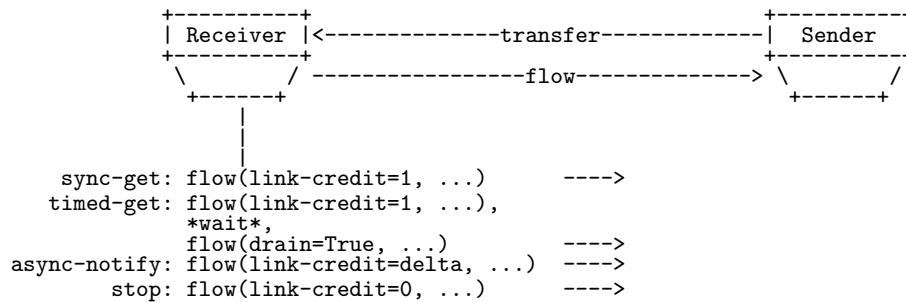 Receiver <--------------transfer-------------- Sender
-----------------flow------------->
sync-get: flow(link-credit=1, ...) ---->
timed-get: flow(link-credit=1, ...),
*wait*,
flow(drain=True, ...) ---->
async-notify: flow(link-credit=delta, ...) ---->
stop: flow(link-credit=0, ...) ---->